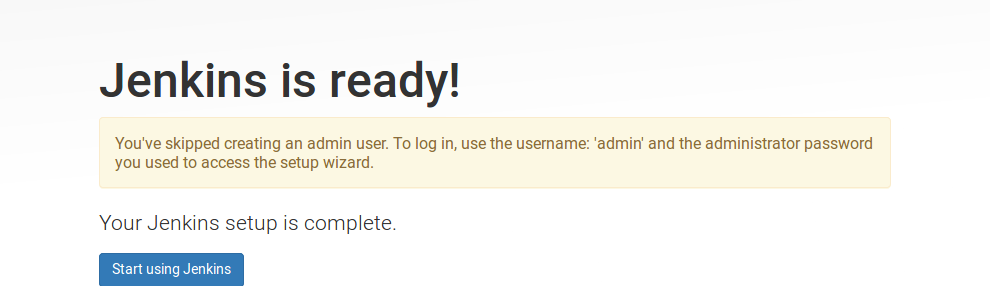 Jenkins is ready!
You've skipped creating an admin user. To log in, use the username: 'admin' and the administrator password
you used to access the setup wizard.
Your Jenkins setup is complete.
Start using Jenkins